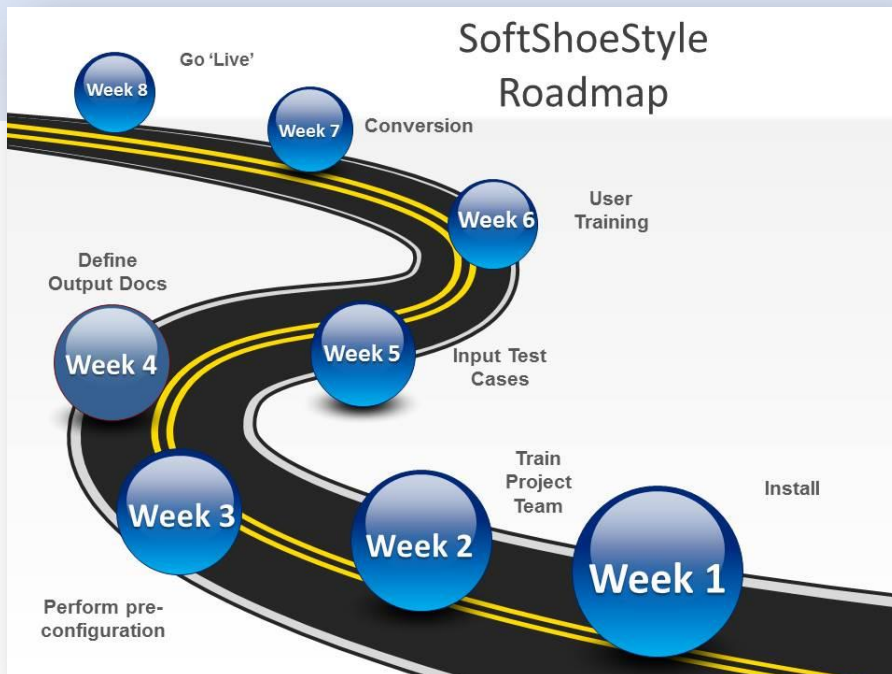 SoftShoeStyle
Roadmap
Go ‘Live’
Week 8
Week 7
Conversion
Week 6
User
Training
Define
Output Docs
Week 4
Week 5
Input Test
Cases
Week 3
Perform pre-
configuration
Week 2
Train
Project
Team
Week 1
Install